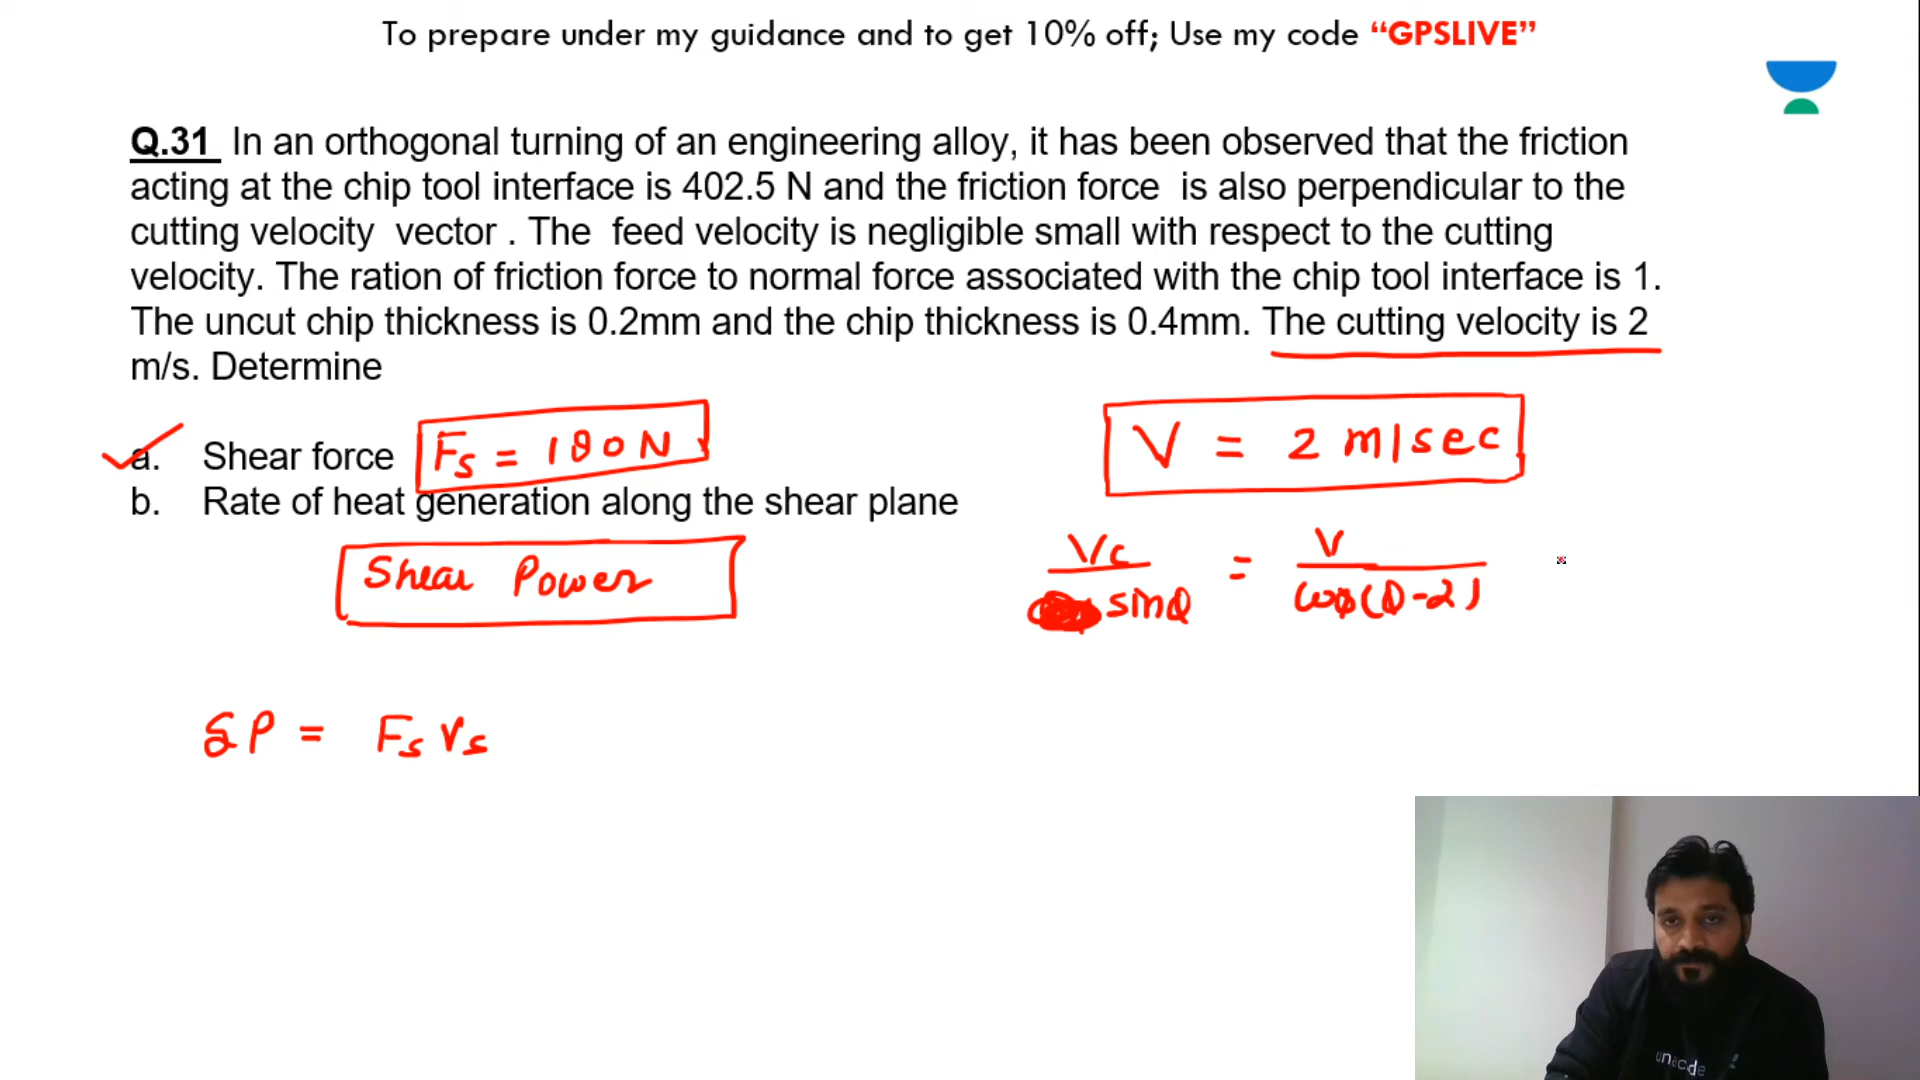 To prepare under my guidance and to get 10% off; Use my code “GPSLIVE”
Q.31 In an orthogonal turning of an engineering alloy, it has been observed that the friction
acting at the chip tool interface is 402.5 N and the friction force is also perpendicular to the
cutting velocity vector . The feed velocity is negligible small with respect to the cutting
velocity. The ration of friction force to normal force associated with the chip tool interface is 1.
The uncut chip thickness is 0.2mm and the chip thickness is 0.4mm. The cutting velocity is 2
m/s. Determine
a. Shear force Fs = 180 N
V = 2 m/sec
b. Rate of heat generation along the shear plane
Shear Power
Vc/sinØ = V/cos(Ø-α)
SP = Fs Vs